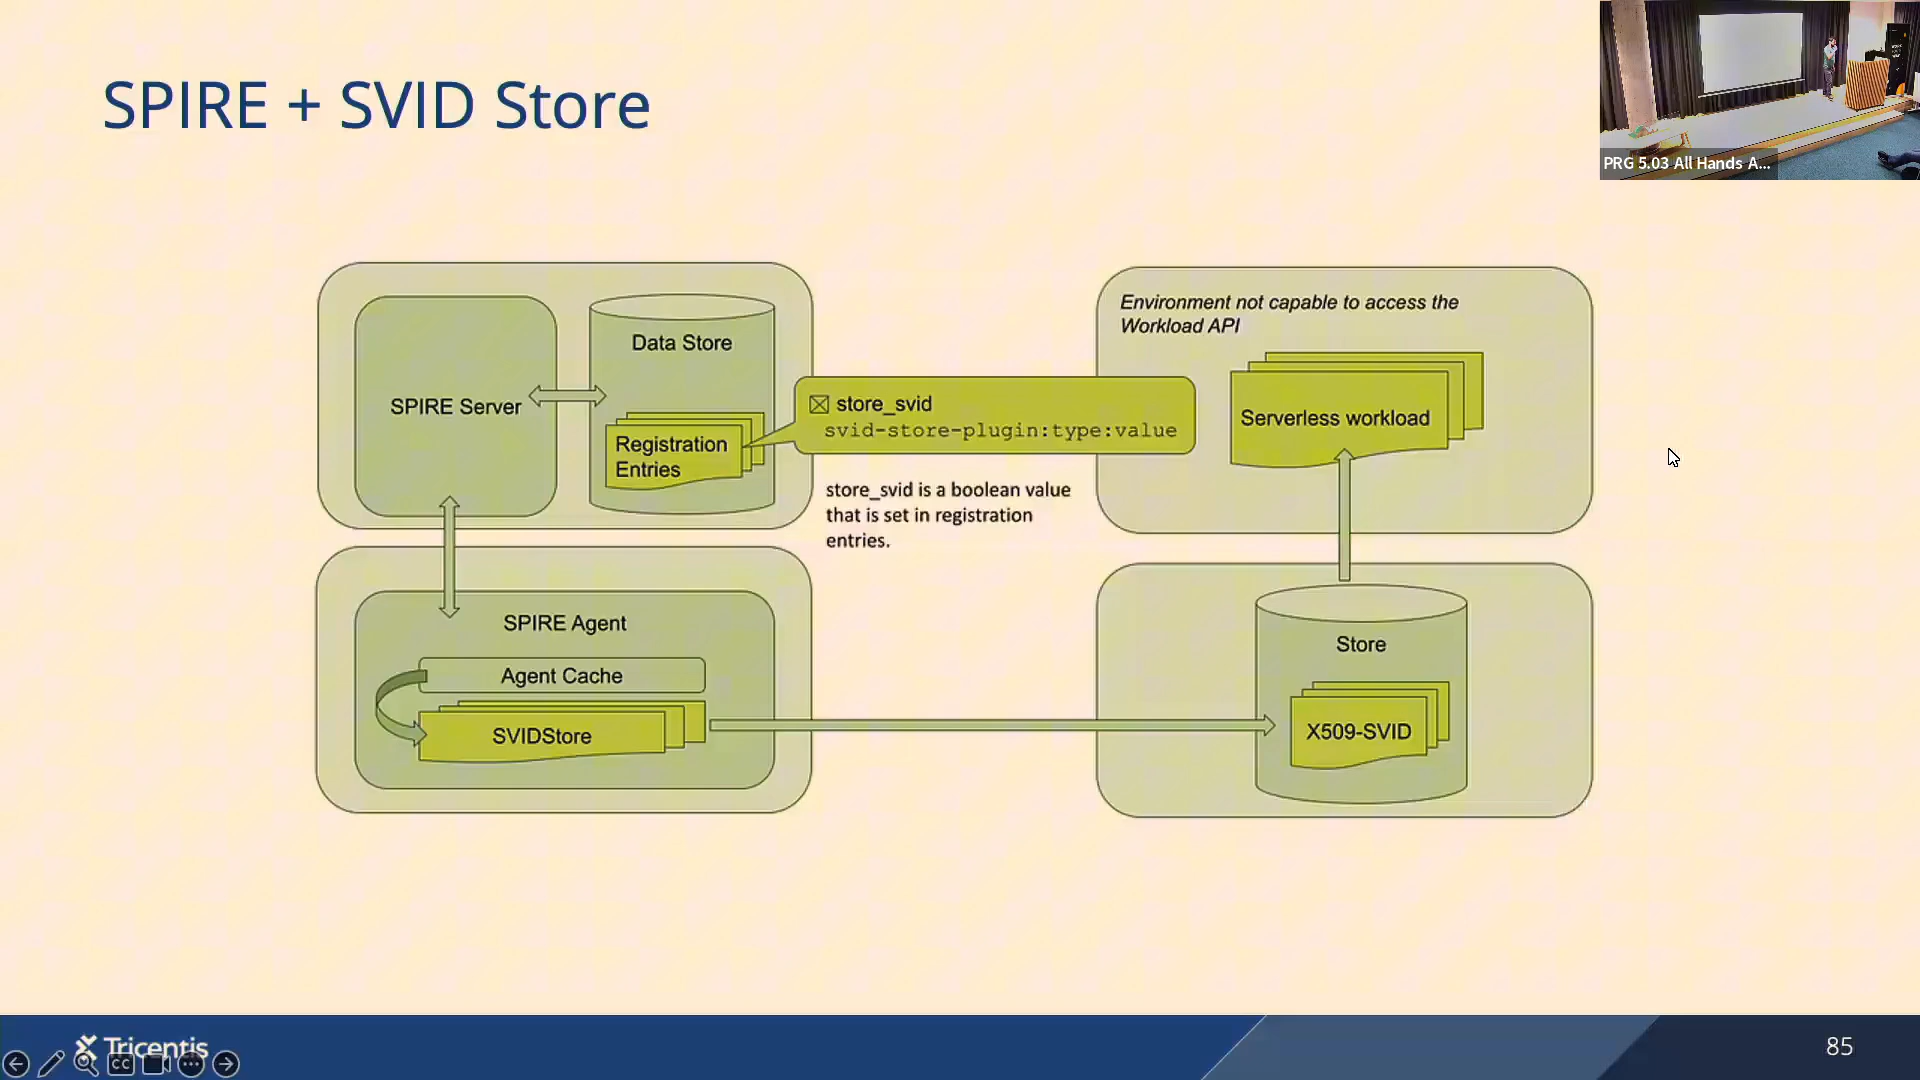 SPIRE + SVID Store
PRG 5.03 All Hands A...
SPIRE Server
Data Store
Registration
Entries
store_svid
svid-store-plugin:type:value
store_svid is a boolean value
that is set in registration
entries.
Environment not capable to access the
Workload API
Serverless workload
SPIRE Agent
Agent Cache
SVIDStore
Store
X509-SVID
Tricentis
CC
85